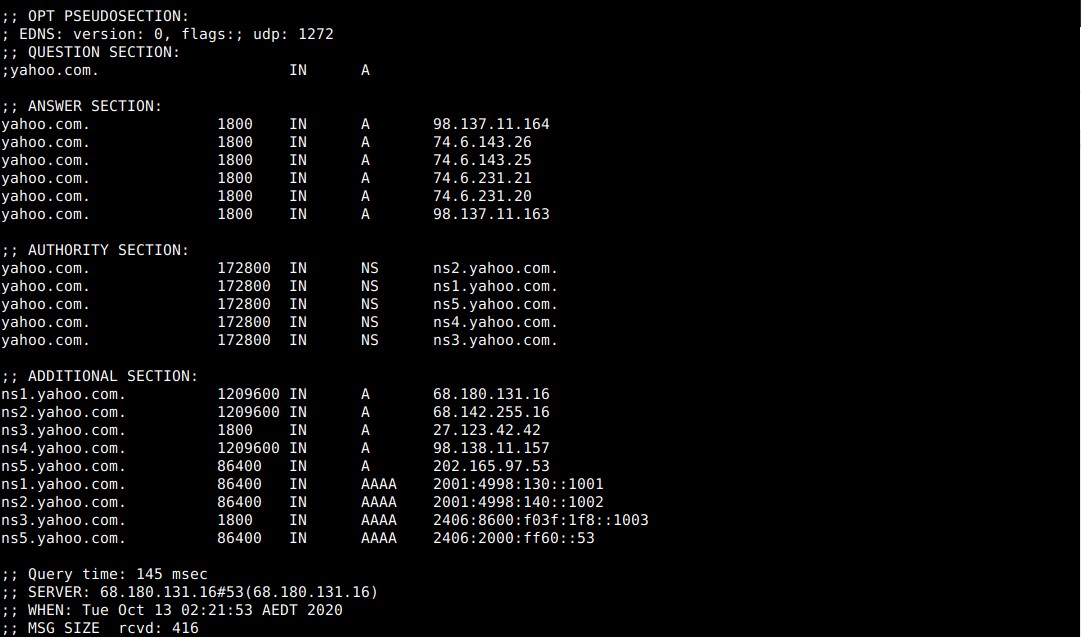 ;; OPT PSEUDOSECTION:
; EDNS: version: 0, flags:; udp: 1272
;; QUESTION SECTION:
;yahoo.com. IN A
;; ANSWER SECTION:
yahoo.com. 1800 IN A 98.137.11.164
yahoo.com. 1800 IN A 74.6.143.26
yahoo.com. 1800 IN A 74.6.143.25
yahoo.com. 1800 IN A 74.6.231.21
yahoo.com. 1800 IN A 74.6.231.20
yahoo.com. 1800 IN A 98.137.11.163
;; AUTHORITY SECTION:
yahoo.com. 172800 IN NS ns2.yahoo.com.
yahoo.com. 172800 IN NS ns1.yahoo.com.
yahoo.com. 172800 IN NS ns5.yahoo.com.
yahoo.com. 172800 IN NS ns4.yahoo.com.
yahoo.com. 172800 IN NS ns3.yahoo.com.
;; ADDITIONAL SECTION:
ns1.yahoo.com. 1209600 IN A 68.180.131.16
ns2.yahoo.com. 1209600 IN A 68.142.255.16
ns3.yahoo.com. 1800 IN A 27.123.42.42
ns4.yahoo.com. 1209600 IN A 98.138.11.157
ns5.yahoo.com. 86400 IN A 202.165.97.53
ns1.yahoo.com. 86400 IN AAAA 2001:4998:130::1001
ns2.yahoo.com. 86400 IN AAAA 2001:4998:140::1002
ns3.yahoo.com. 1800 IN AAAA 2406:8600:f03f:1f8::1003
ns5.yahoo.com. 86400 IN AAAA 2406:2000:ff60::53
;; Query time: 145 msec
;; SERVER: 68.180.131.16#53(68.180.131.16)
;; WHEN: Tue Oct 13 02:21:53 AEDT 2020
;; MSG SIZE rcvd: 416